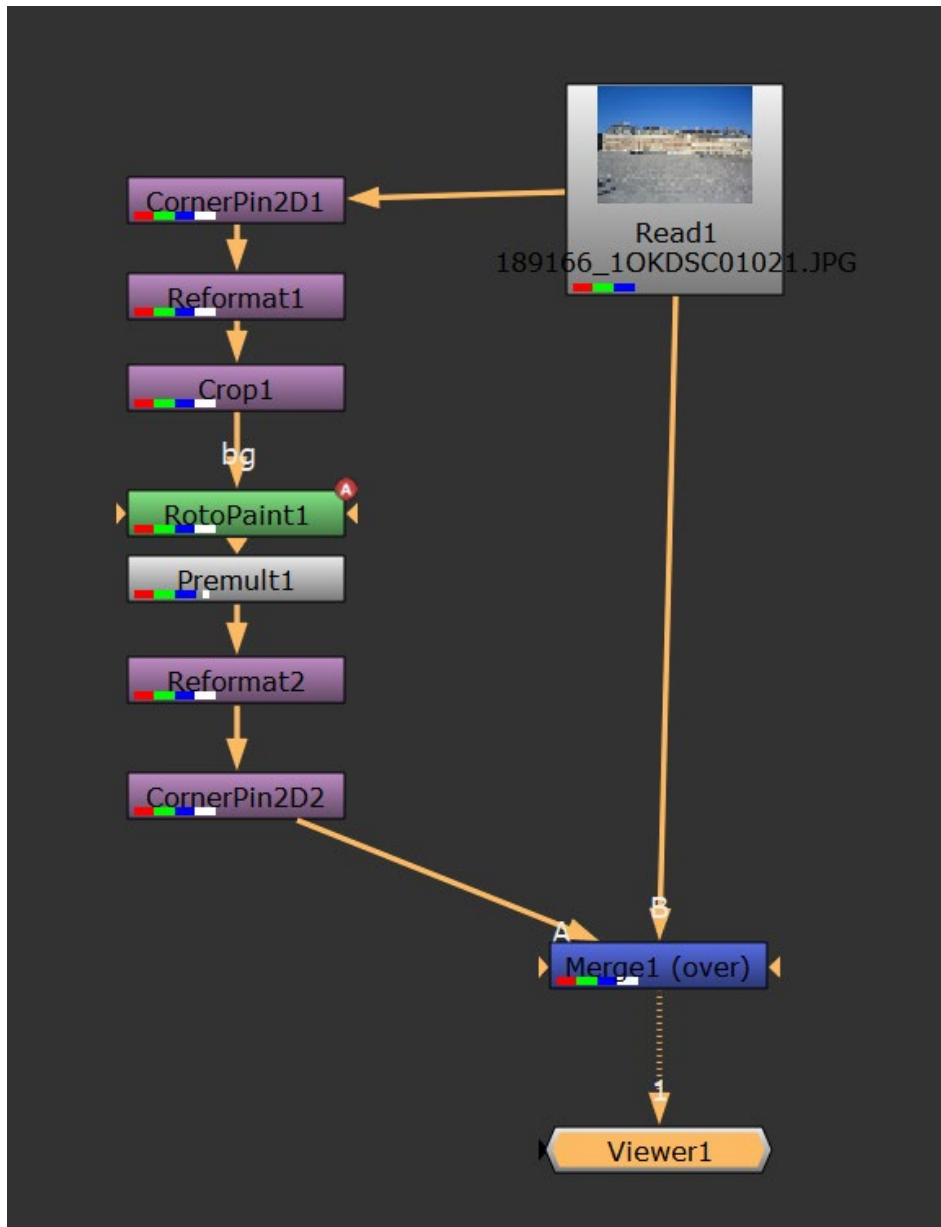 Read1
189166_1OKDSC01021.JPG
CornerPin2D1
Reformat1
Crop1
bg
A
RotoPaint1
Premult1
Reformat2
CornerPin2D2
A
B
Merge1 (over)
1
Viewer1